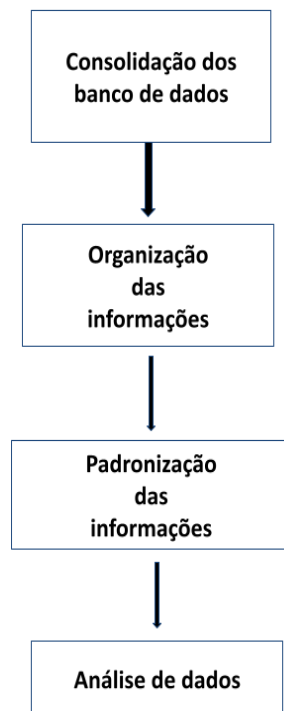 Consolidação dos
banco de dados
Organização
das
informações
Padronização
das
informações
Análise de dados